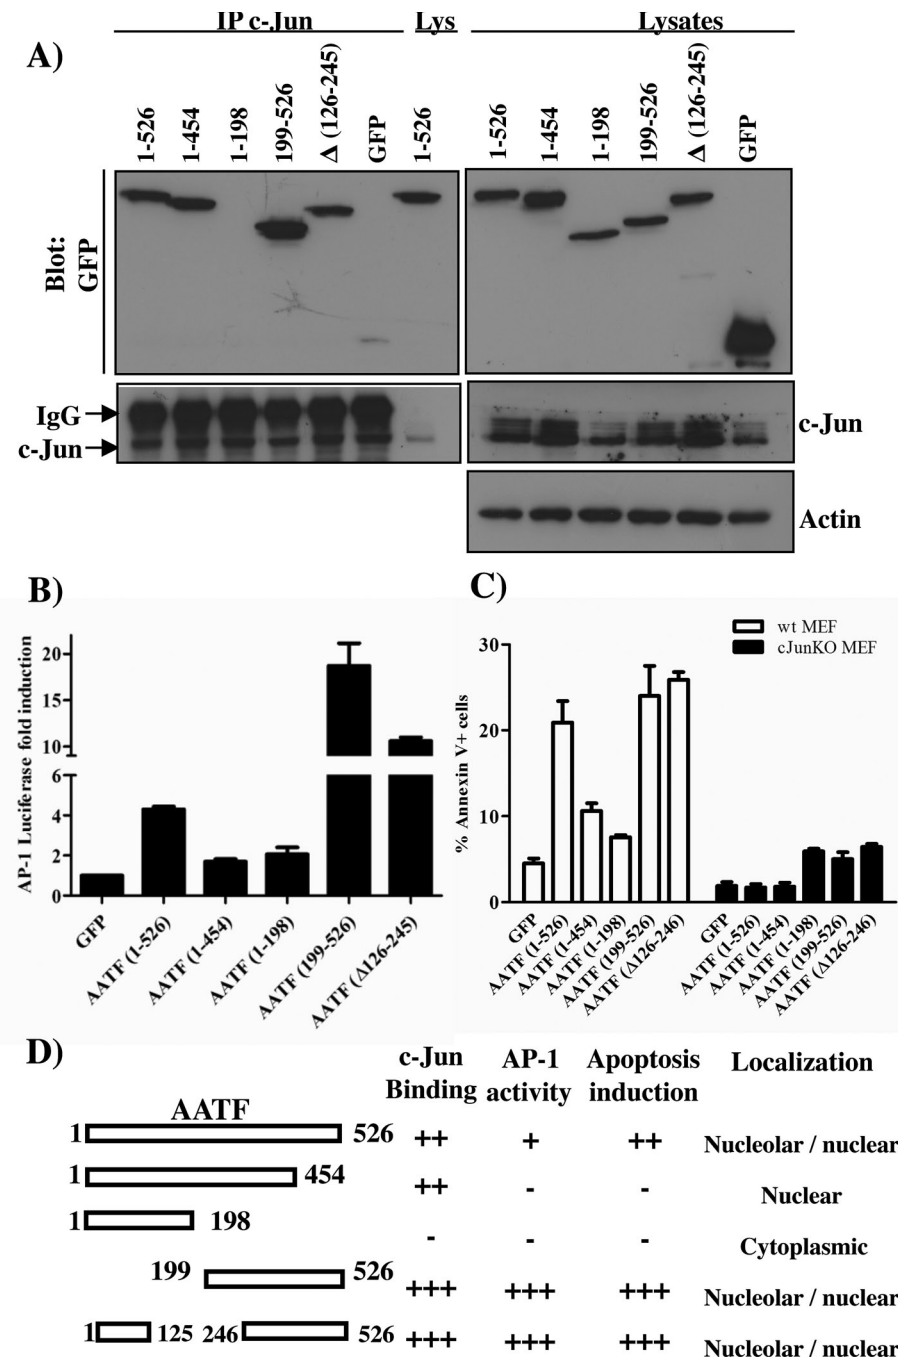 IP c-Jun Lys Lysates
A)
1-526 1-454 1-198 199-526 Δ (126-245) GFP 1-526 1-526 1-454 1-198 199-526 Δ (126-245) GFP
Blot:
GFP
IgG
c-Jun
c-Jun
Actin
B)
AP-1 Luciferase fold induction
20
15
10
6
4
2
0
GFP
AATF (1-526)
AATF (1-454)
AATF (1-198)
AATF (199-526)
AATF (Δ126-245)
C)
wt MEF
cJunKO MEF
% Annexin V+ cells
30
20
10
0
GFP
AATF (1-526)
AATF (1-454)
AATF (1-198)
AATF (199-526)
AATF (Δ126-246)
GFP
AATF (1-526)
AATF (1-454)
AATF (1-198)
AATF (199-526)
AATF (Δ126-246)
D)
c-Jun AP-1 Apoptosis Localization
Binding activity induction
AATF
1 526 ++ + ++ Nucleolar / nuclear
1 454 ++ - - Nuclear
1 198 - - - Cytoplasmic
199 526 +++ +++ +++ Nucleolar / nuclear
1 125 246 526 +++ +++ +++ Nucleolar / nuclear